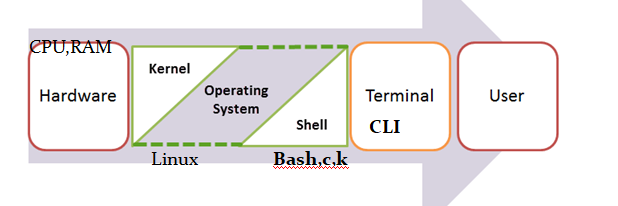 CPU,RAM
Hardware
Kernel
Operating
System
Shell
Terminal
CLI
User
Linux
Bash,c,k